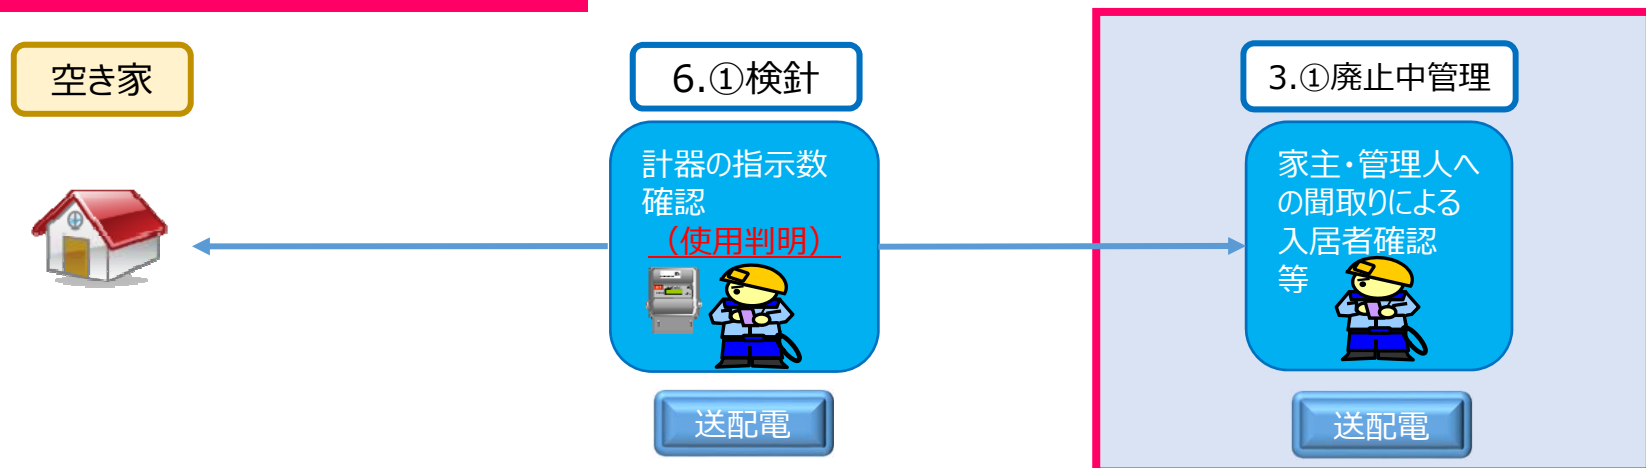 空き家
6.①検針
3.①廃止中管理
計器の指示数
確認
（使用判明）
家主・管理人へ
の聞取りによる
入居者確認
等
送配電
送配電